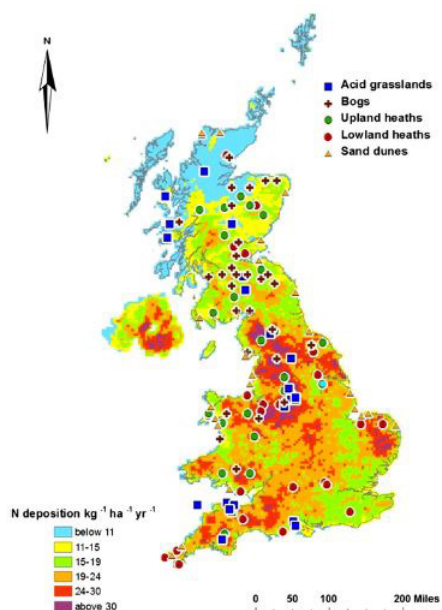 N
Acid grasslands
Bogs
Upland heaths
Lowland heaths
Sand dunes
N deposition kg ⁻¹ ha ⁻¹ yr ⁻¹
below 11
11-15
15-19
19-24
24-30
above 30
0 50 100 200 Miles